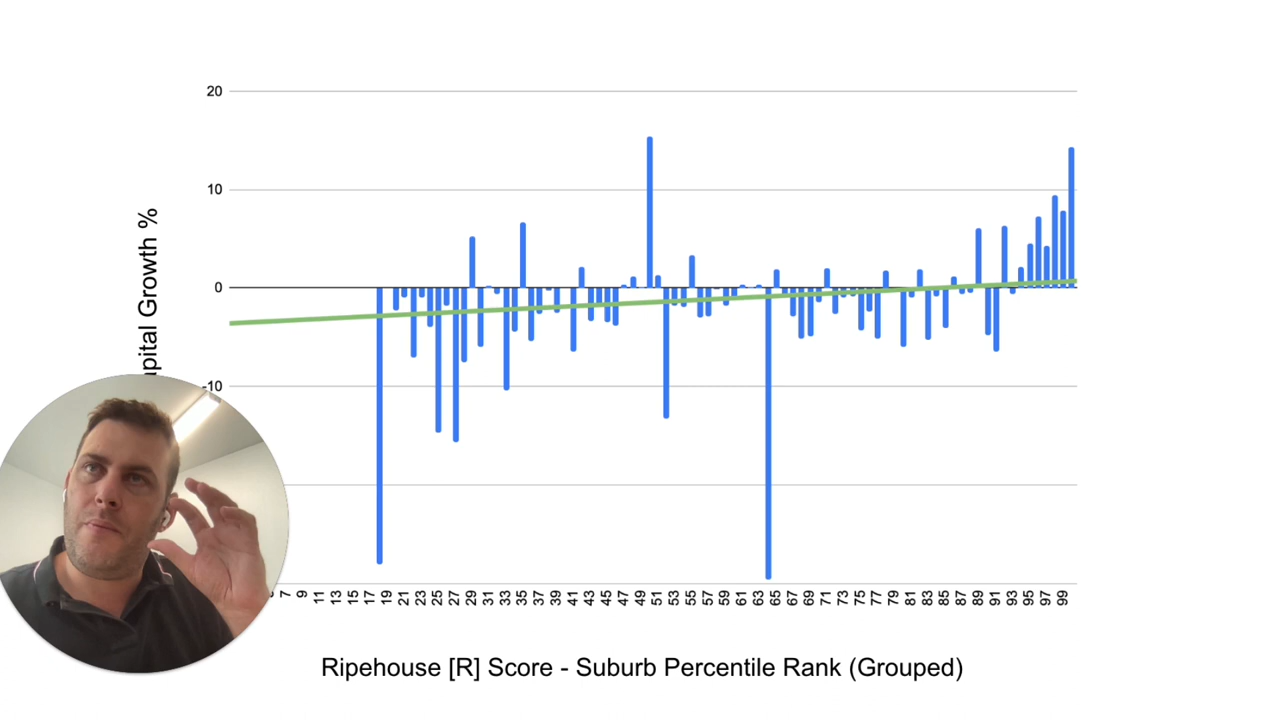 20
10
0
-10
apital Growth %
7 9 11 13 15 17 19 21 23 25 27 29 31 33 35 37 39 41 43 45 47 49 51 53 55 57 59 61 63 65 67 69 71 73 75 77 79 81 83 85 87 89 91 93 95 97 99
Ripehouse [R] Score - Suburb Percentile Rank (Grouped)